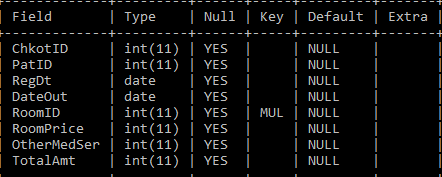 Field | Type | Null | Key | Default | Extra
ChkotID | int(11) | YES | | NULL |
PatID | int(11) | YES | | NULL |
RegDt | date | YES | | NULL |
DateOut | date | YES | | NULL |
RoomID | int(11) | YES | MUL | NULL |
RoomPrice | int(11) | YES | | NULL |
OtherMedSer | int(11) | YES | | NULL |
TotalAmt | int(11) | YES | | NULL |